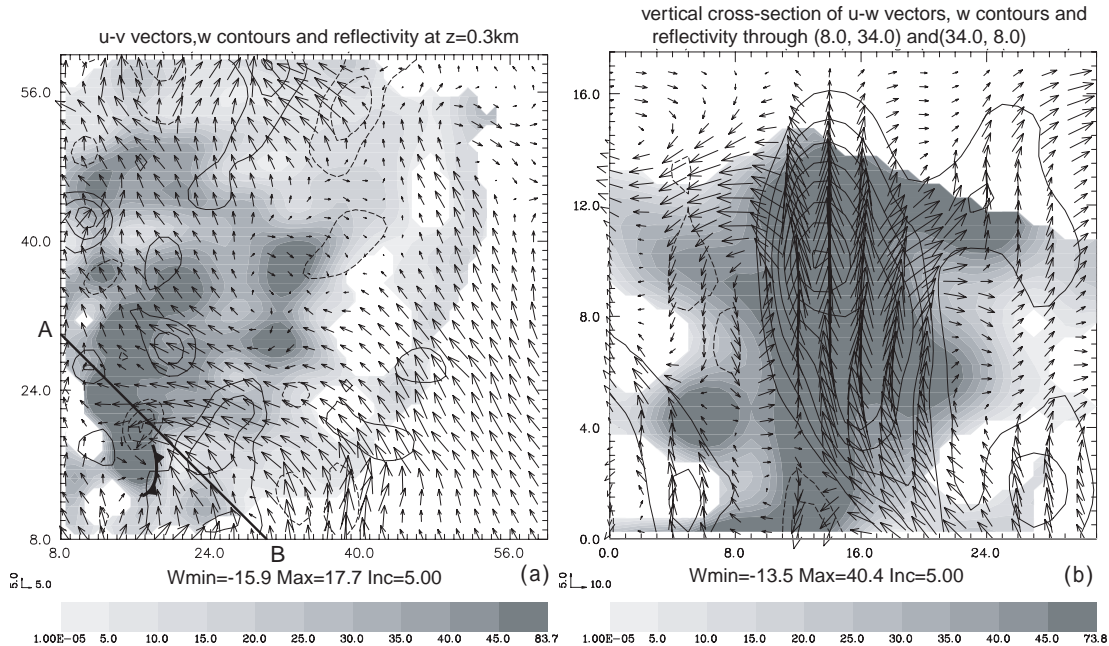 u-v vectors,w contours and reflectivity at z=0.3km
56.0
40.0
A
24.0
8.0
8.0 24.0 B 40.0 56.0
5.0 5.0
Wmin=-15.9 Max=17.7 Inc=5.00 (a)
1.00E-05 5.0 10.0 15.0 20.0 25.0 30.0 35.0 40.0 45.0 83.7
vertical cross-section of u-w vectors, w contours and
reflectivity through (8.0, 34.0) and(34.0, 8.0)
16.0
12.0
8.0
4.0
0.0
0.0 8.0 16.0 24.0
5.0 10.0
Wmin=-13.5 Max=40.4 Inc=5.00 (b)
1.00E-05 5.0 10.0 15.0 20.0 25.0 30.0 35.0 40.0 45.0 73.8